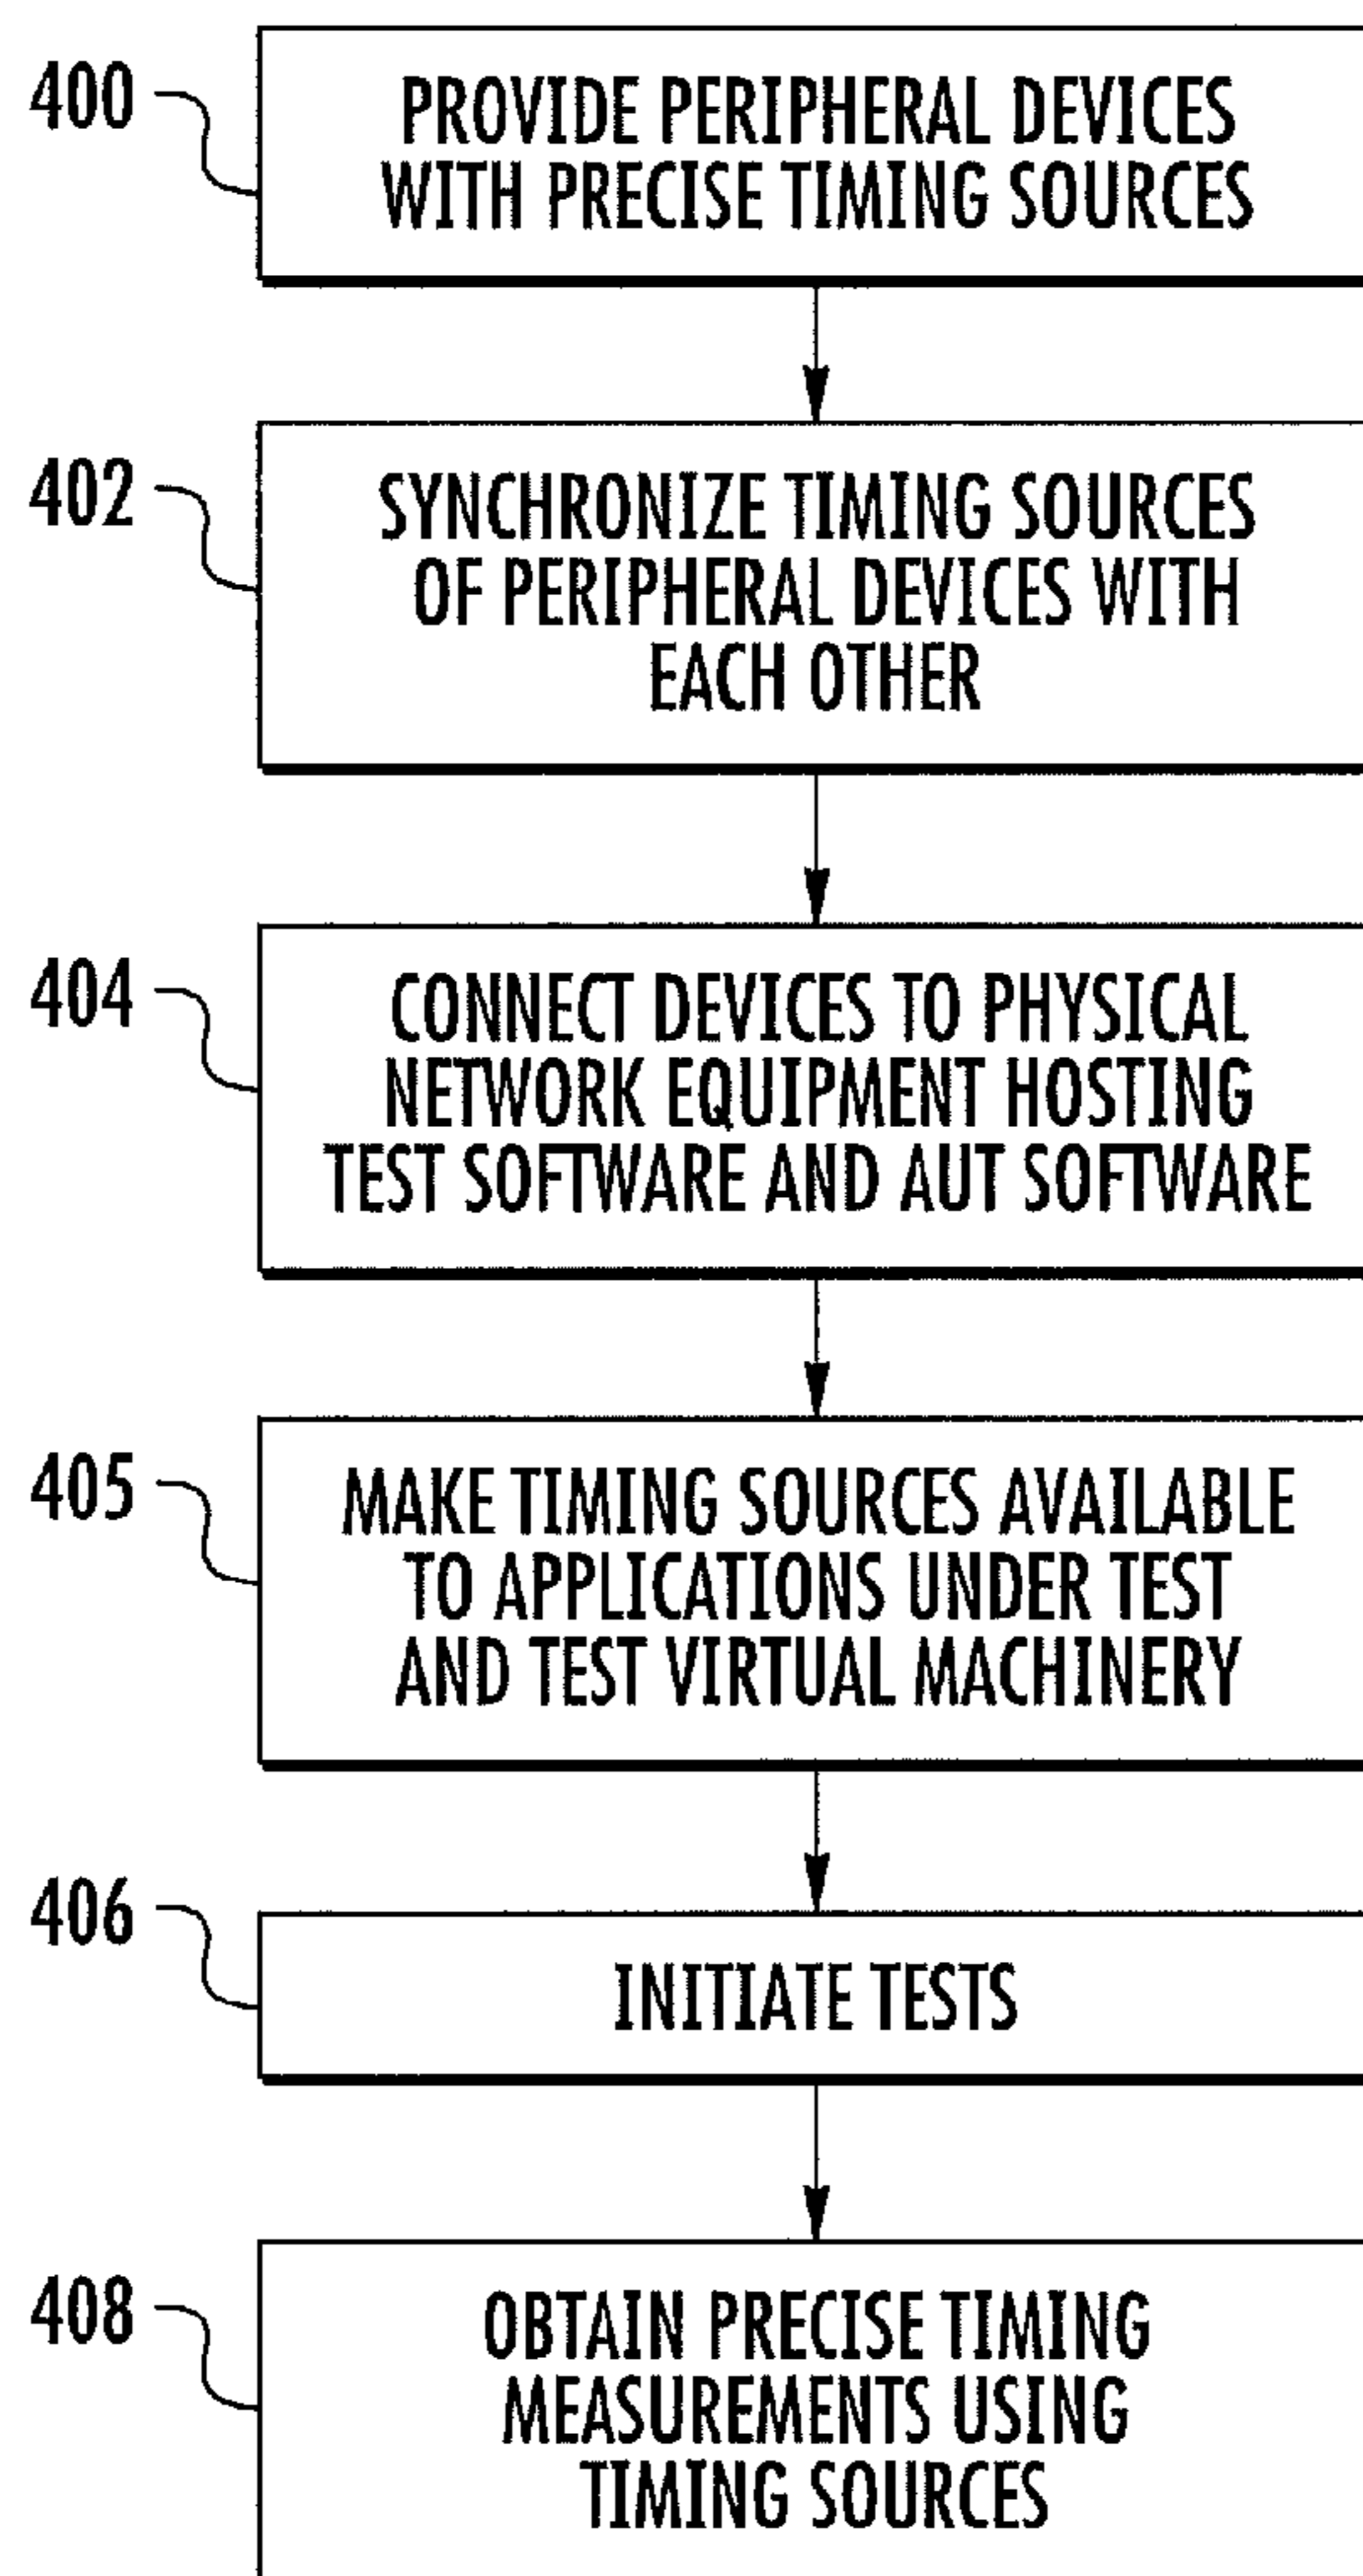 400
PROVIDE PERIPHERAL DEVICES
WITH PRECISE TIMING SOURCES
402
SYNCHRONIZE TIMING SOURCES
OF PERIPHERAL DEVICES WITH
EACH OTHER
404
CONNECT DEVICES TO PHYSICAL
NETWORK EQUIPMENT HOSTING
TEST SOFTWARE AND AUT SOFTWARE
405
MAKE TIMING SOURCES AVAILABLE
TO APPLICATIONS UNDER TEST
AND TEST VIRTUAL MACHINERY
406
INITIATE TESTS
408
OBTAIN PRECISE TIMING
MEASUREMENTS USING
TIMING SOURCES